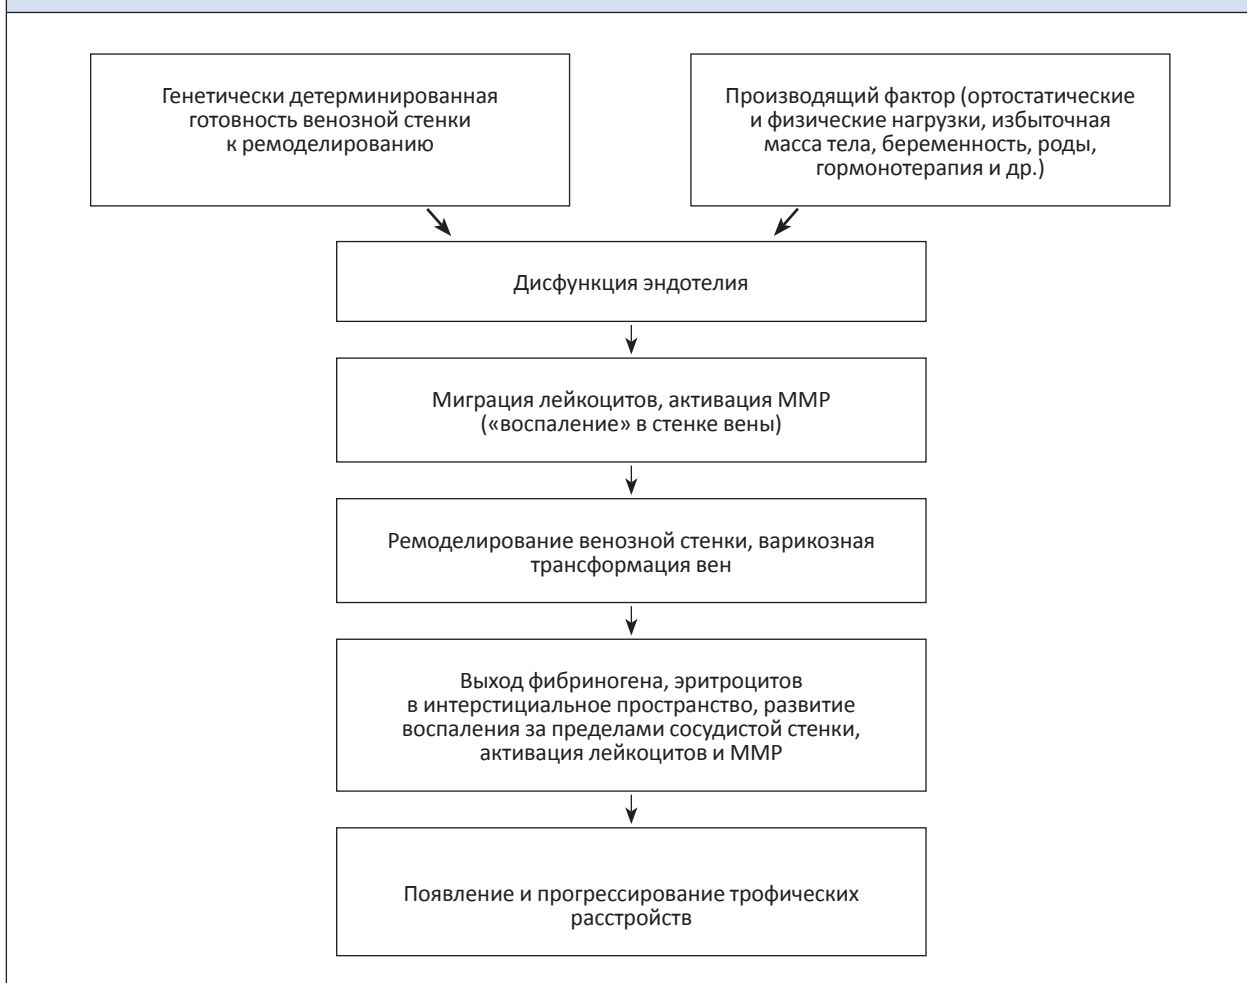 Генетически детерминированная
готовность венозной стенки
к ремоделированию
Производящий фактор (ортостатические
и физические нагрузки, избыточная
масса тела, беременность, роды,
гормонотерапия и др.)
Дисфункция эндотелия
Миграция лейкоцитов, активация ММР
(«воспаление» в стенке вены)
Ремоделирование венозной стенки, варикозная
трансформация вен
Выход фибриногена, эритроцитов
в интерстициальное пространство, развитие
воспаления за пределами сосудистой стенки,
активация лейкоцитов и ММР
Появление и прогрессирование трофических
расстройств